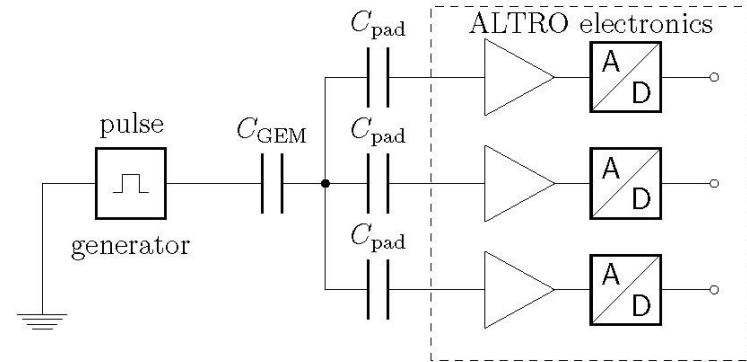 C_pad
ALTRO electronics
A
D
pulse
C_GEM
C_pad
A
D
generator
C_pad
A
D